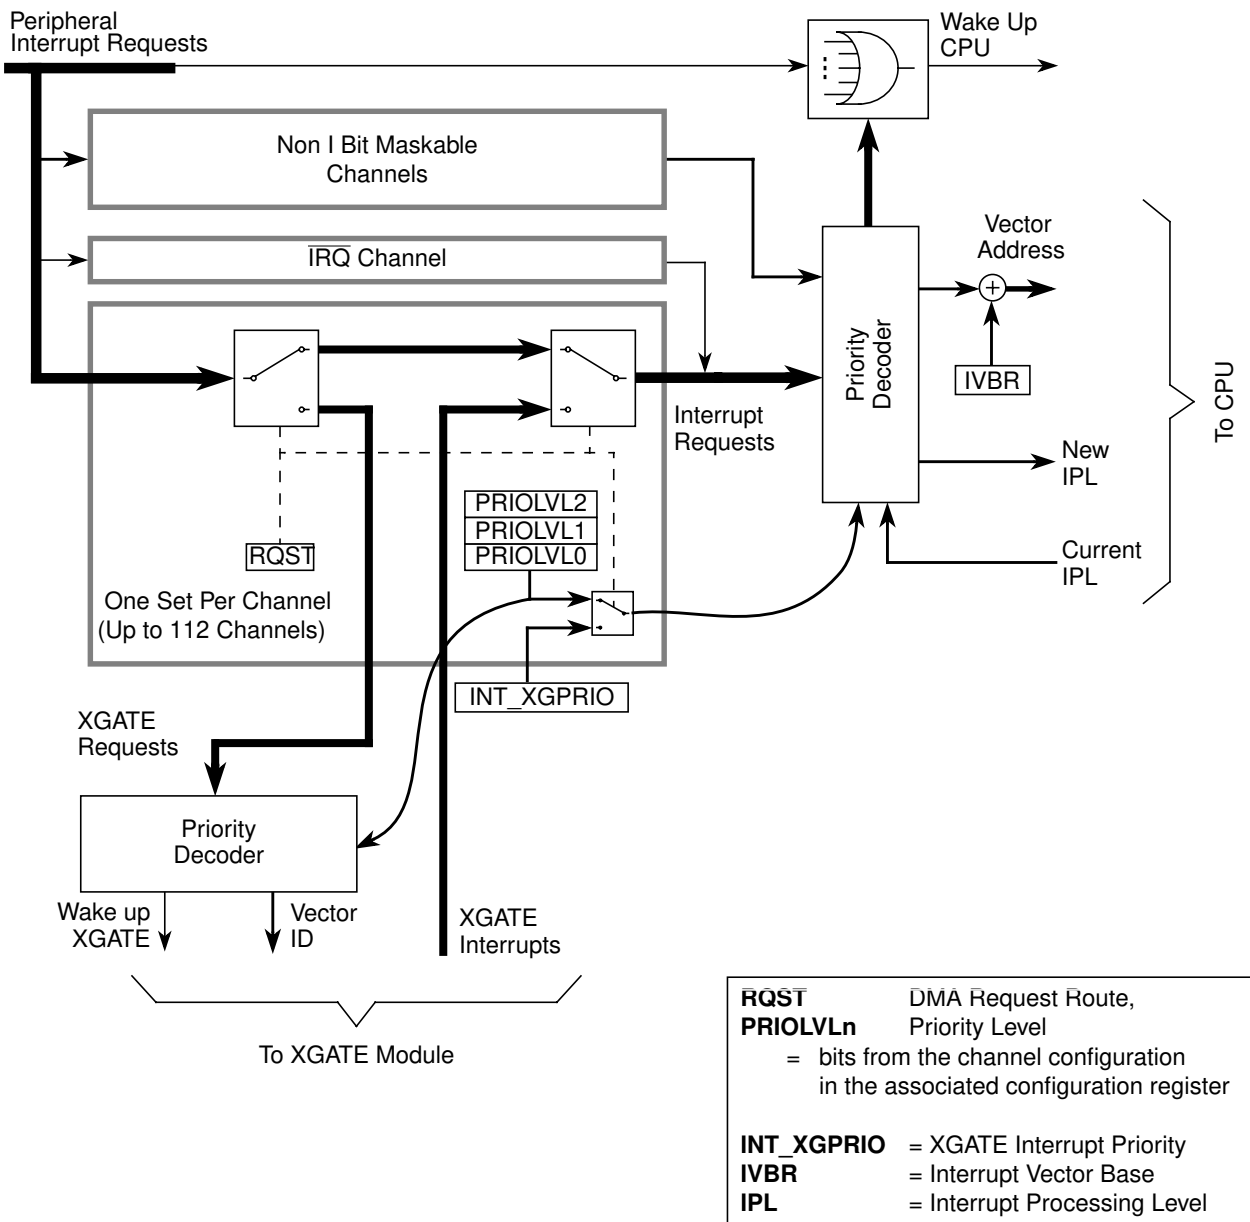 Peripheral
Interrupt Requests
Wake Up
CPU
Non I Bit Maskable
Channels
IRQ Channel
Vector
Address
+
IVBR
Priority
Decoder
To CPU
Interrupt
Requests
New
IPL
Current
IPL
PRIOLVL2
PRIOLVL1
PRIOLVL0
RQST
One Set Per Channel
(Up to 112 Channels)
INT_XGPRIO
XGATE
Requests
Priority
Decoder
Wake up
XGATE
Vector
ID
XGATE
Interrupts
To XGATE Module
RQST DMA Request Route,
PRIOLVLn Priority Level
= bits from the channel configuration
in the associated configuration register
INT_XGPRIO = XGATE Interrupt Priority
IVBR = Interrupt Vector Base
IPL = Interrupt Processing Level